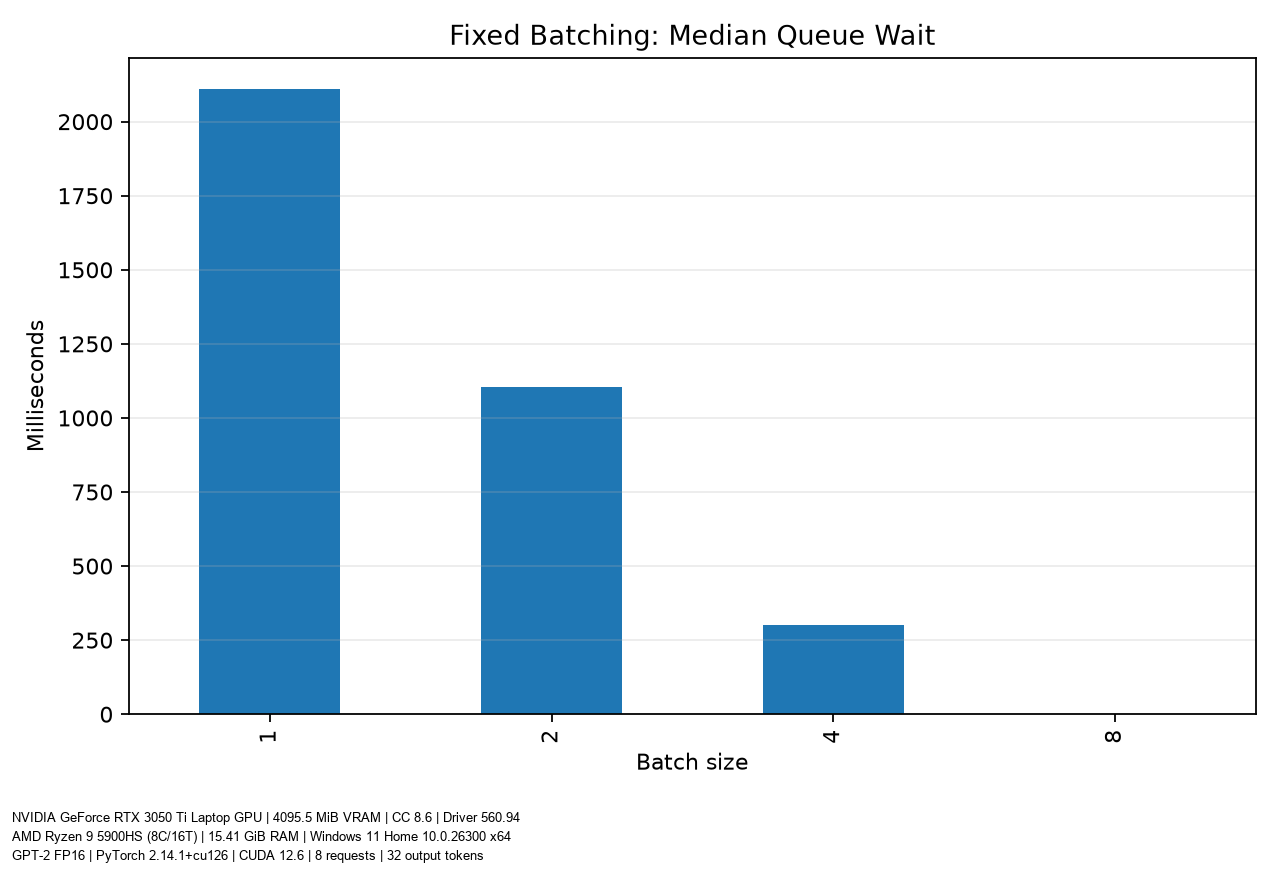 Fixed Batching: Median Queue Wait
2000
1750
1500
1250
1000
750
500
250
0
Milliseconds
1 2 4 8
Batch size
NVIDIA GeForce RTX 3050 Ti Laptop GPU | 4095.5 MiB VRAM | CC 8.6 | Driver 560.94
AMD Ryzen 9 5900HS (8C/16T) | 15.41 GiB RAM | Windows 11 Home 10.0.26300 x64
GPT-2 FP16 | PyTorch 2.14.1+cu126 | CUDA 12.6 | 8 requests | 32 output tokens